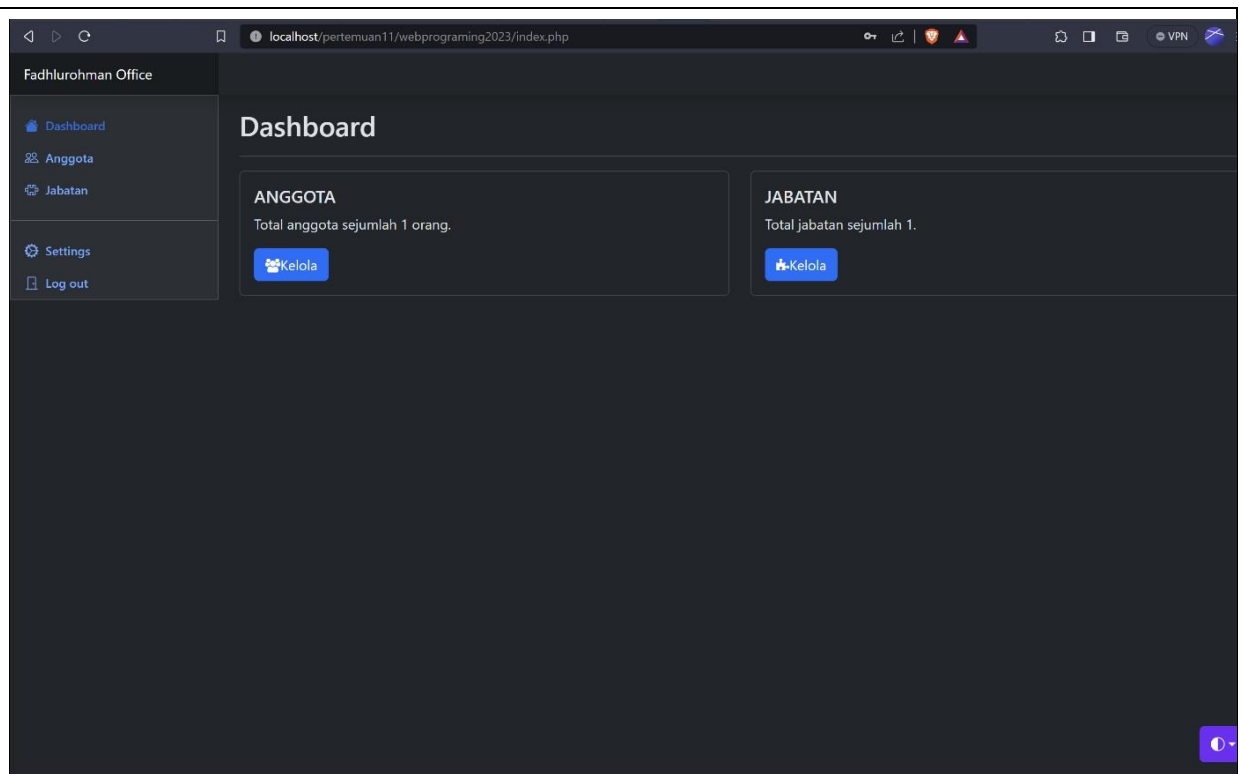 localhost/pertemuan11/webprograming2023/index.php
VPN
Fadhlurohman Office
Dashboard
Anggota
Jabatan
Settings
Log out
Dashboard
ANGGOTA
Total anggota sejumlah 1 orang.
Kelola
JABATAN
Total jabatan sejumlah 1.
Kelola